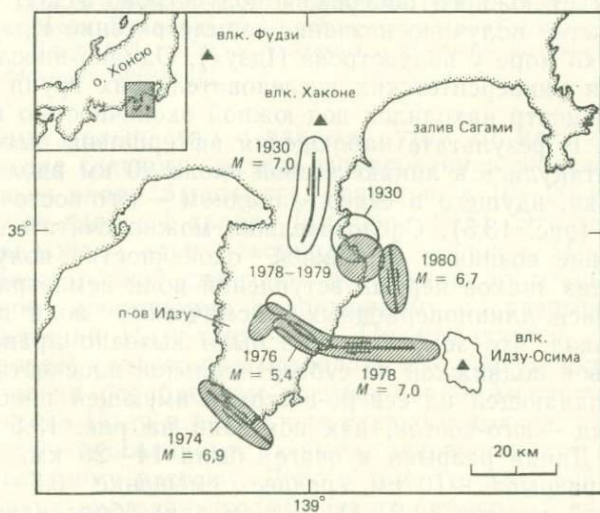 о. Хонсю
влк. Фудзи
влк. Хаконе
залив Сагами
1930
M = 7,0
1930
35°
1978–1979
1980
M = 6,7
п-ов Идзу
влк.
Идзу-Осима
1976
M = 5,4
1978
M = 7,0
1974
M = 6,9
20 км
139°